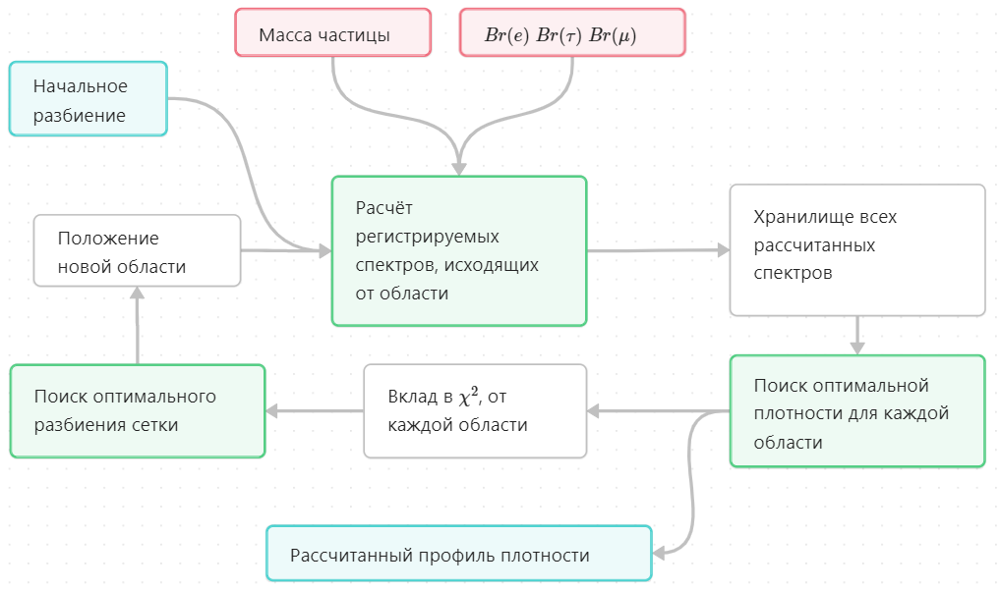 Масса частицы
Br(e) Br(τ) Br(μ)
Начальное
разбиение
Расчёт
регистрируемых
спектров, исходящих
от области
Хранилище всех
рассчитанных
спектров
Положение
новой области
Поиск оптимального
разбиения сетки
Вклад в χ², от
каждой области
Поиск оптимальной
плотности для каждой
области
Рассчитанный профиль плотности